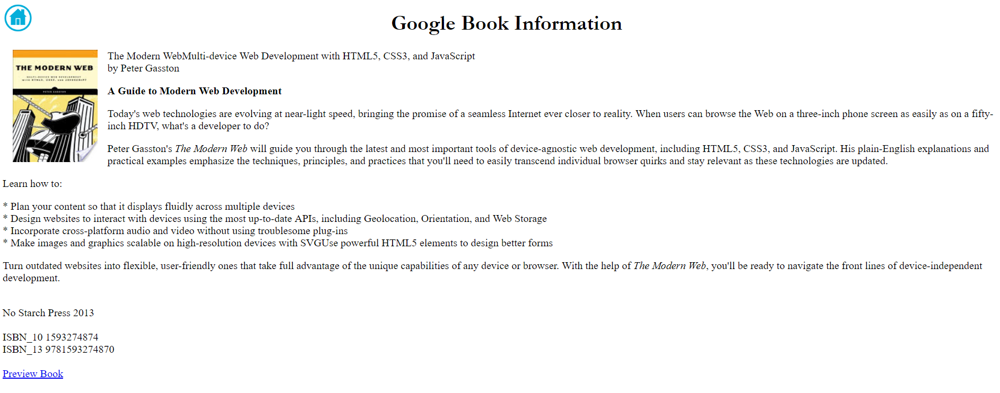 Google Book Information
THE MODERN WEB
MULTI-DEVICE WEB DEVELOPMENT
WITH HTML5, CSS3, AND JAVASCRIPT
PETER GASSTON
The Modern WebMulti-device Web Development with HTML5, CSS3, and JavaScript
by Peter Gasston
A Guide to Modern Web Development
Today's web technologies are evolving at near-light speed, bringing the promise of a seamless Internet ever closer to reality. When users can browse the Web on a three-inch phone screen as easily as on a fifty-
inch HDTV, what's a developer to do?
Peter Gasston's The Modern Web will guide you through the latest and most important tools of device-agnostic web development, including HTML5, CSS3, and JavaScript. His plain-English explanations and
practical examples emphasize the techniques, principles, and practices that you'll need to easily transcend individual browser quirks and stay relevant as these technologies are updated.
Learn how to:
* Plan your content so that it displays fluidly across multiple devices
* Design websites to interact with devices using the most up-to-date APIs, including Geolocation, Orientation, and Web Storage
* Incorporate cross-platform audio and video without using troublesome plug-ins
* Make images and graphics scalable on high-resolution devices with SVGUse powerful HTML5 elements to design better forms
Turn outdated websites into flexible, user-friendly ones that take full advantage of the unique capabilities of any device or browser. With the help of The Modern Web, you'll be ready to navigate the front lines of device-independent
development.
No Starch Press 2013
ISBN_10 1593274874
ISBN_13 9781593274870
Preview Book